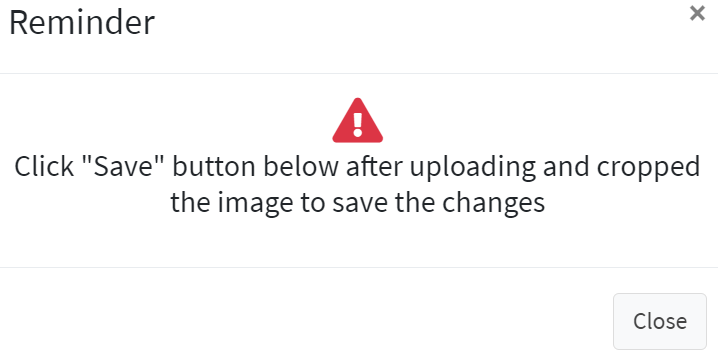 Reminder
×
Click "Save" button below after uploading and cropped
the image to save the changes
Close